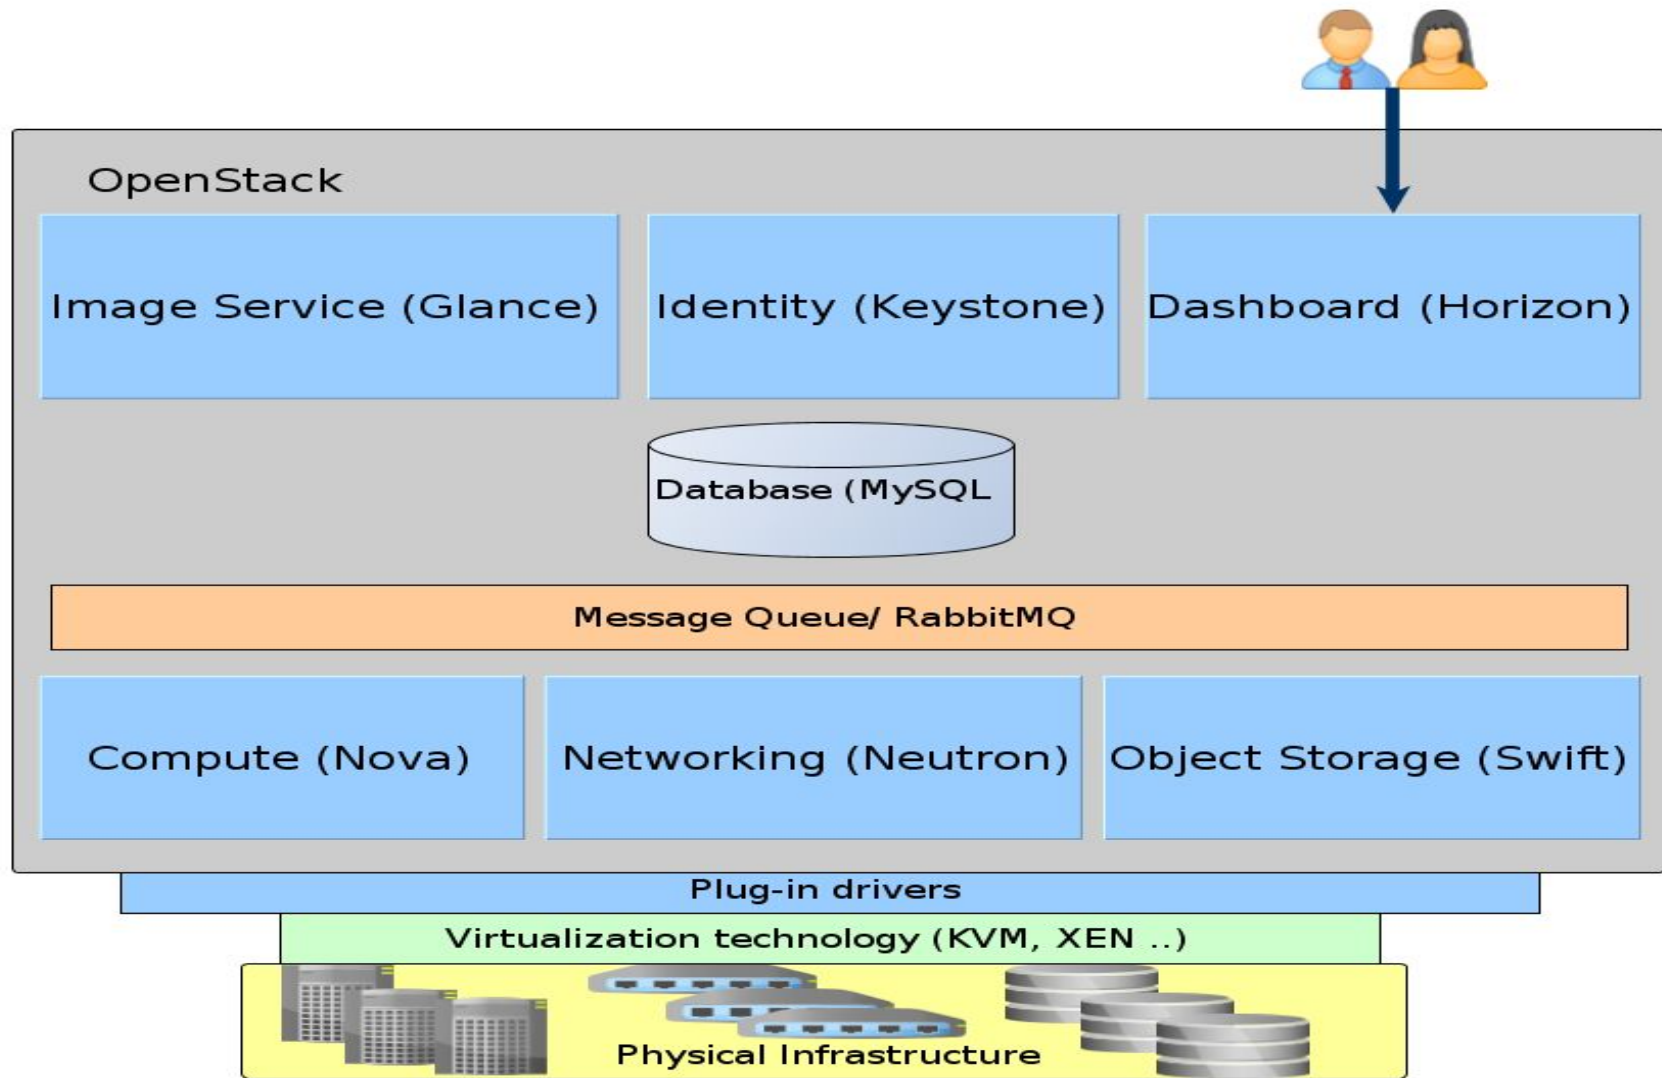 OpenStack
Image Service (Glance)
Identity (Keystone)
Dashboard (Horizon)
Database (MySQL
Message Queue/ RabbitMQ
Compute (Nova)
Networking (Neutron)
Object Storage (Swift)
Plug-in drivers
Virtualization technology (KVM, XEN ..)
Physical Infrastructure